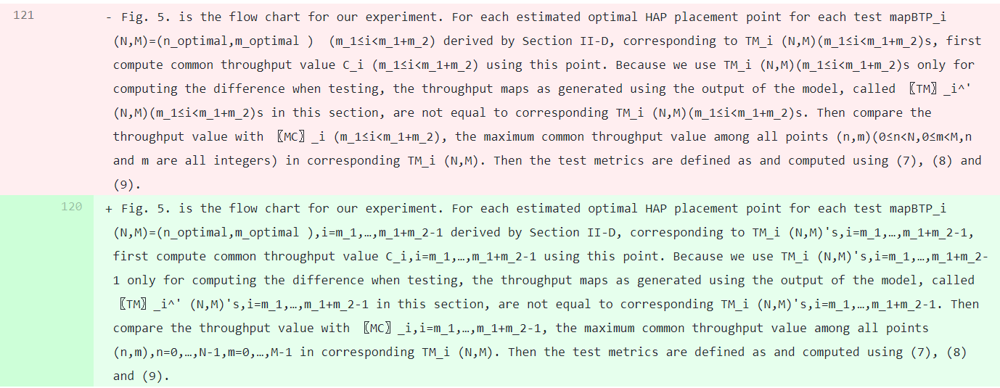 121 - Fig. 5. is the flow chart for our experiment. For each estimated optimal HAP placement point for each test mapBTP_i
(N,M)=(n_optimal,m_optimal )  (m_1≤i<m_1+m_2) derived by Section II-D, corresponding to TM_i (N,M)(m_1≤i<m_1+m_2)s, first
compute common throughput value C_i (m_1≤i<m_1+m_2) using this point. Because we use TM_i (N,M)(m_1≤i<m_1+m_2)s only for
computing the difference when testing, the throughput maps as generated using the output of the model, called 〖TM〗_i^'
(N,M)(m_1≤i<m_1+m_2)s in this section, are not equal to corresponding TM_i (N,M)(m_1≤i<m_1+m_2)s. Then compare the
throughput value with 〖MC〗_i (m_1≤i<m_1+m_2), the maximum common throughput value among all points (n,m)(0≤n<N,0≤m<M,n
and m are all integers) in corresponding TM_i (N,M). Then the test metrics are defined as and computed using (7), (8) and
(9).
120 + Fig. 5. is the flow chart for our experiment. For each estimated optimal HAP placement point for each test mapBTP_i
(N,M)=(n_optimal,m_optimal ),i=m_1,…,m_1+m_2-1 derived by Section II-D, corresponding to TM_i (N,M)'s,i=m_1,…,m_1+m_2-1,
first compute common throughput value C_i,i=m_1,…,m_1+m_2-1 using this point. Because we use TM_i (N,M)'s,i=m_1,…,m_1+m_2-
1 only for computing the difference when testing, the throughput maps as generated using the output of the model, called
〖TM〗_i^' (N,M)'s,i=m_1,…,m_1+m_2-1 in this section, are not equal to corresponding TM_i (N,M)'s,i=m_1,…,m_1+m_2-1. Then
compare the throughput value with 〖MC〗_i,i=m_1,…,m_1+m_2-1, the maximum common throughput value among all points
(n,m),n=0,…,N-1,m=0,…,M-1 in corresponding TM_i (N,M). Then the test metrics are defined as and computed using (7), (8)
and (9).